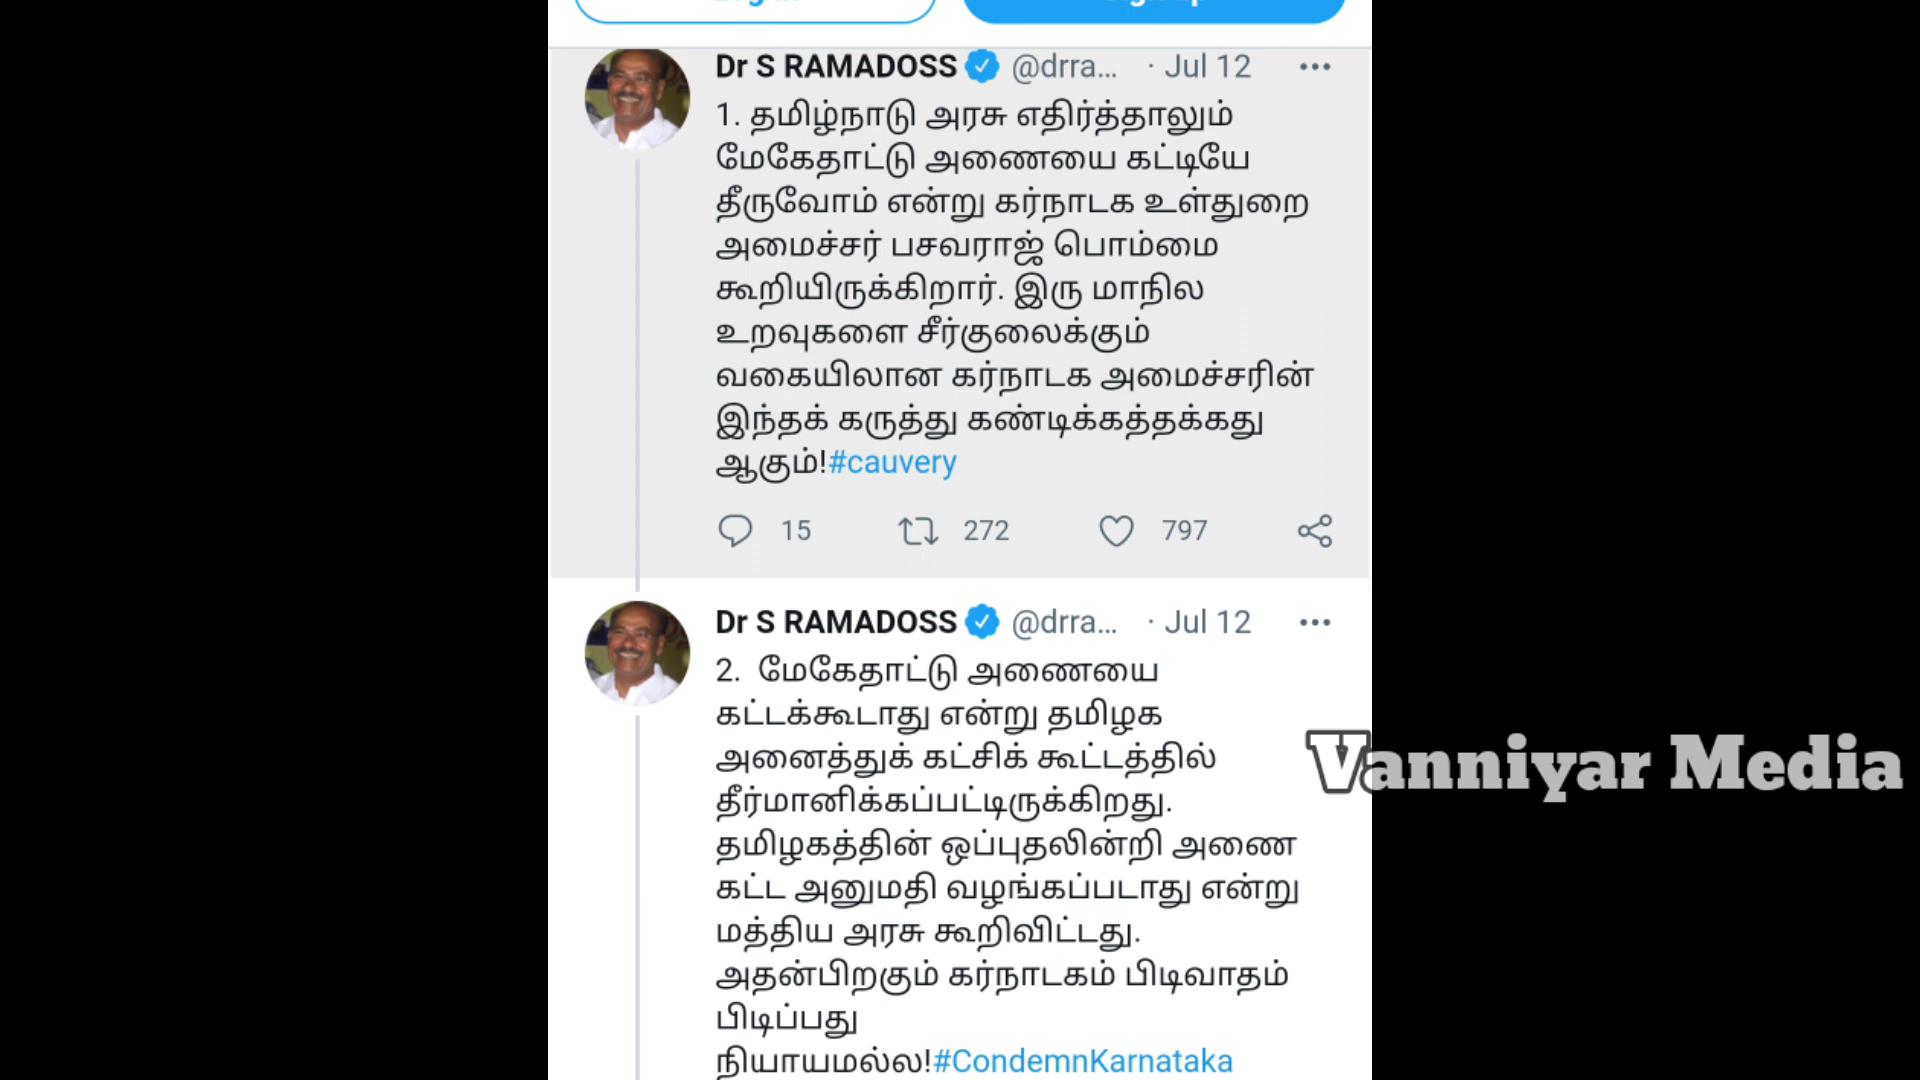 Dr S RAMADOSS @drra... · Jul 12
1. தமிழ்நாடு அரசு எதிர்த்தாலும்
மேகேதாட்டு அணையை கட்டியே
தீருவோம் என்று கர்நாடக உள்துறை
அமைச்சர் பசவராஜ் பொம்மை
கூறியிருக்கிறார். இரு மாநில
உறவுகளை சீர்குலைக்கும்
வகையிலான கர்நாடக அமைச்சரின்
இந்தக் கருத்து கண்டிக்கத்தக்கது
ஆகும்!#cauvery
15 272 797
Dr S RAMADOSS @drra... · Jul 12
2. மேகேதாட்டு அணையை
கட்டக்கூடாது என்று தமிழக
அனைத்துக் கட்சிக் கூட்டத்தில்
தீர்மானிக்கப்பட்டிருக்கிறது.
தமிழகத்தின் ஒப்புதலின்றி அணை
கட்ட அனுமதி வழங்கப்படாது என்று
மத்திய அரசு கூறிவிட்டது.
அதன்பிறகும் கர்நாடகம் பிடிவாதம்
பிடிப்பது
நியாயமல்ல!#CondemnKarnataka
Vanniyar Media